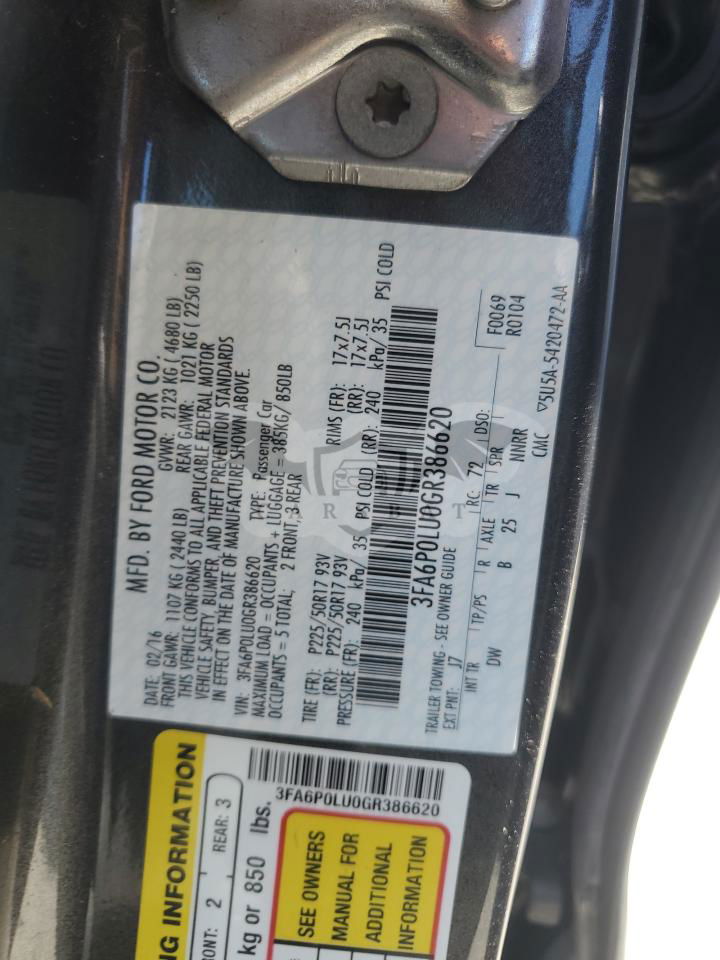 MFD. BY FORD MOTOR CO.
DATE: 02/16 GVWR: 2123 KG ( 4680 LB)
FRONT GAWR: 1107 KG ( 2440 LB) REAR GAWR: 1021 KG ( 2250 LB)
THIS VEHICLE CONFORMS TO ALL APPLICABLE FEDERAL MOTOR
VEHICLE SAFETY, BUMPER, AND THEFT PREVENTION STANDARDS
IN EFFECT ON THE DATE OF MANUFACTURE SHOWN ABOVE.
VIN: 3FA6P0LU0GR386620 TYPE: Passenger Car
MAXIMUM LOAD = OCCUPANTS + LUGGAGE = 385KG/ 850LB
OCCUPANTS = 5 TOTAL; 2 FRONT, 3 REAR
TIRE (FR): P225/50R17 93V RIMS (FR): 17x7.5J
(RR): P225/50R17 93V (RR): 17x7.5J
PRESSURE (FR): 240 kPa/ 35 PSI COLD (RR): 240 kPa/ 35 PSI COLD
3FA6P0LU0GR386620
TRAILER TOWING - SEE OWNER GUIDE F0069
EXT PNT: J7 RC: 72 DSO: R0104
INT TR TP/PS R AXLE TR SPR
DW B 25 J NNRR
CMC ▽5U5A-5420472-AA
NG INFORMATION
RONT: 2 REAR: 3
kg or 850 lbs.
3FA6P0LU0GR386620
SEE OWNERS
MANUAL FOR
ADDITIONAL
INFORMATION